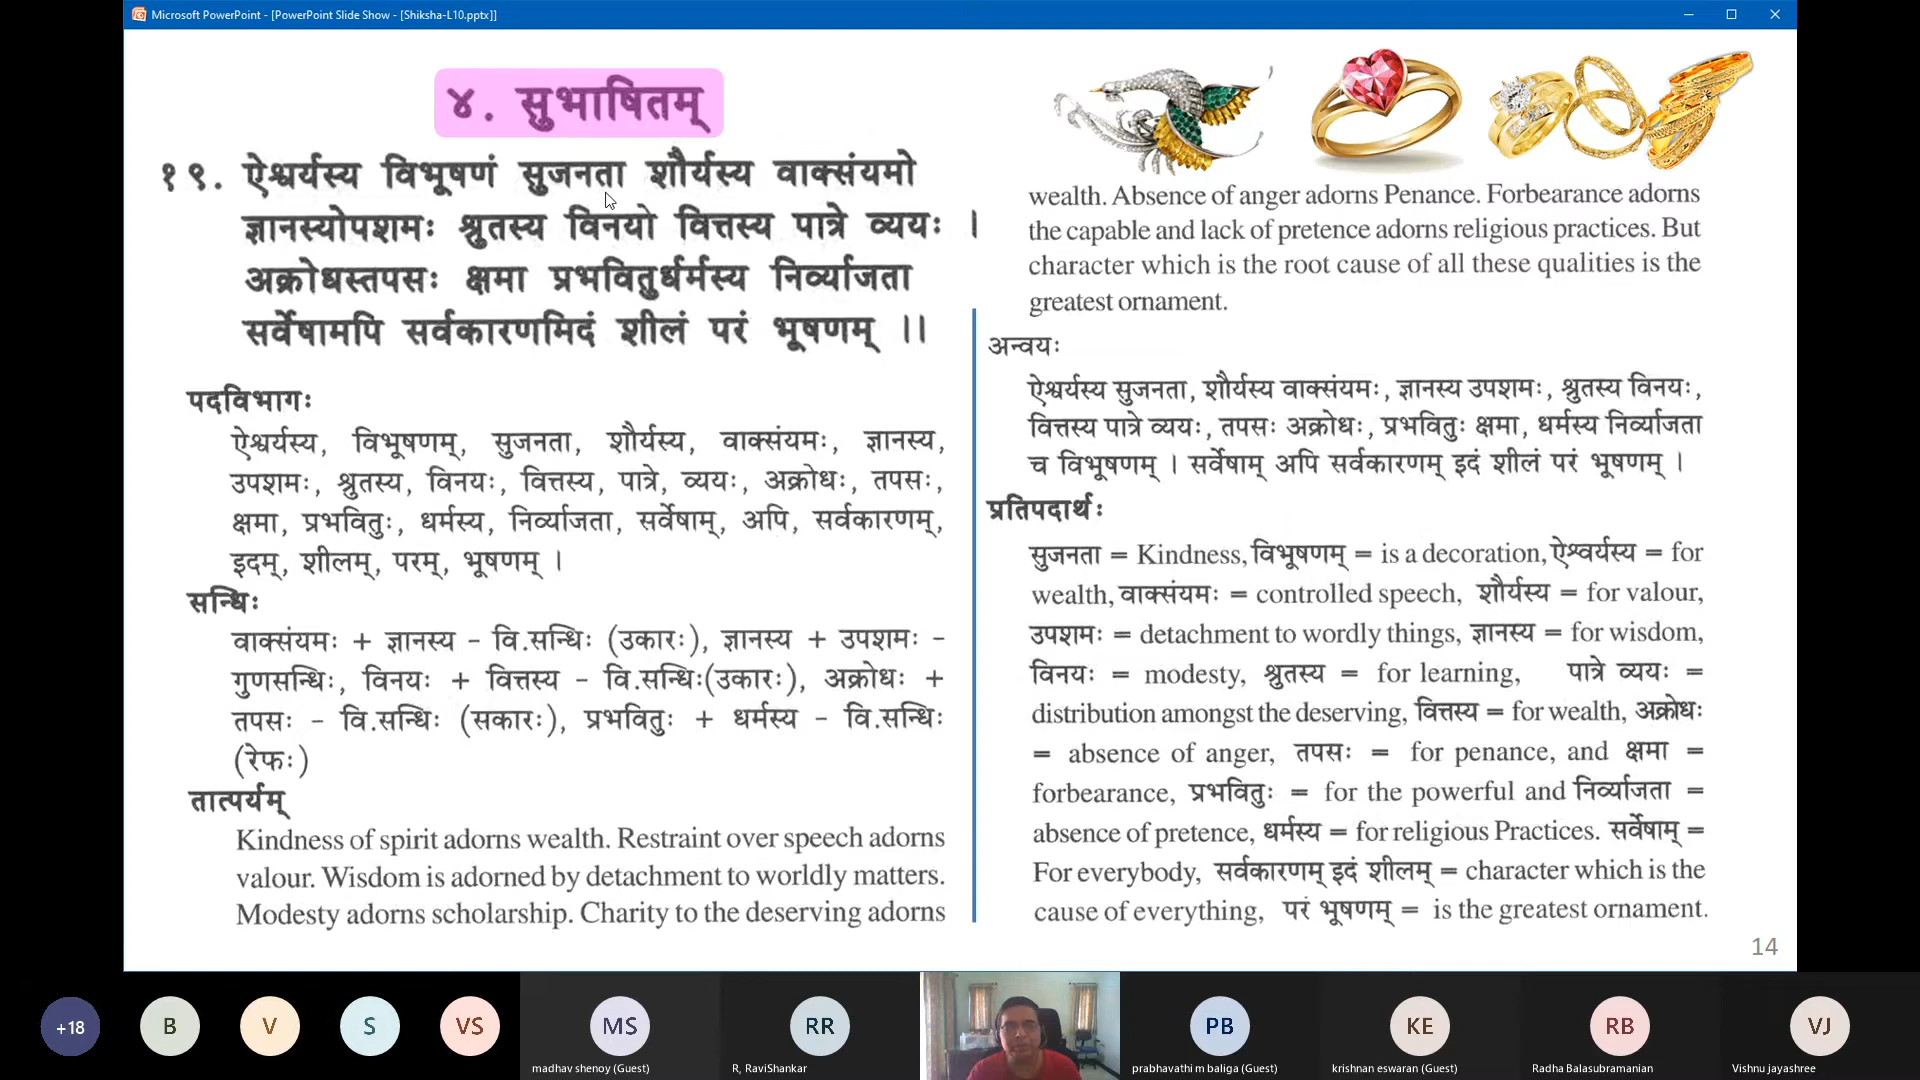 Microsoft PowerPoint - [PowerPoint Slide Show - [Shiksha-L10.pptx]]
४. सुभाषितम्
१९. ऐश्वर्यस्य विभूषणं सुजनता शौर्यस्य वाक्संयमो
ज्ञानस्योपशमः श्रुतस्य विनयो वित्तस्य पात्रे व्ययः ।
अक्रोधस्तपसः क्षमा प्रभवितुर्धर्मस्य निर्व्याजता
सर्वेषामपि सर्वकारणमिदं शीलं परं भूषणम् ।।
पदविभागः
ऐश्वर्यस्य, विभूषणम्, सुजनता, शौर्यस्य, वाक्संयमः, ज्ञानस्य,
उपशमः, श्रुतस्य, विनयः, वित्तस्य, पात्रे, व्ययः, अक्रोधः, तपसः,
क्षमा, प्रभवितुः, धर्मस्य, निर्व्याजता, सर्वेषाम्, अपि, सर्वकारणम्,
इदम्, शीलम्, परम्, भूषणम् ।
सन्धिः
वाक्संयमः + ज्ञानस्य - वि.सन्धिः (उकारः), ज्ञानस्य + उपशमः -
गुणसन्धिः, विनयः + वित्तस्य - वि.सन्धिः(उकारः), अक्रोधः +
तपसः - वि.सन्धिः (सकारः), प्रभवितुः + धर्मस्य - वि.सन्धिः
(रेफः)
तात्पर्यम्
Kindness of spirit adorns wealth. Restraint over speech adorns
valour. Wisdom is adorned by detachment to worldly matters.
Modesty adorns scholarship. Charity to the deserving adorns
wealth. Absence of anger adorns Penance. Forbearance adorns
the capable and lack of pretence adorns religious practices. But
character which is the root cause of all these qualities is the
greatest ornament.
अन्वयः
ऐश्वर्यस्य सुजनता, शौर्यस्य वाक्संयमः, ज्ञानस्य उपशमः, श्रुतस्य विनयः,
वित्तस्य पात्रे व्ययः, तपसः अक्रोधः, प्रभवितुः क्षमा, धर्मस्य निर्व्याजता
च विभूषणम् । सर्वेषाम् अपि सर्वकारणम् इदं शीलं परं भूषणम् ।
प्रतिपदार्थः
सुजनता = Kindness, विभूषणम् = is a decoration, ऐश्वर्यस्य = for
wealth, वाक्संयमः = controlled speech, शौर्यस्य = for valour,
उपशमः = detachment to wordly things, ज्ञानस्य = for wisdom,
विनयः = modesty, श्रुतस्य = for learning, पात्रे व्ययः =
distribution amongst the deserving, वित्तस्य = for wealth, अक्रोधः
= absence of anger, तपसः = for penance, and क्षमा =
forbearance, प्रभवितुः = for the powerful and निर्व्याजता =
absence of pretence, धर्मस्य = for religious Practices. सर्वेषाम् =
For everybody, सर्वकारणम् इदं शीलम् = character which is the
cause of everything, परं भूषणम् = is the greatest ornament.
14
+18
B
V
S
VS
MS
RR
PB
KE
RB
VJ
madhav shenoy (Guest)
R, RaviShankar
prabhavathi m baliga (Guest)
krishnan eswaran (Guest)
Radha Balasubramanian
Vishnu jayashree